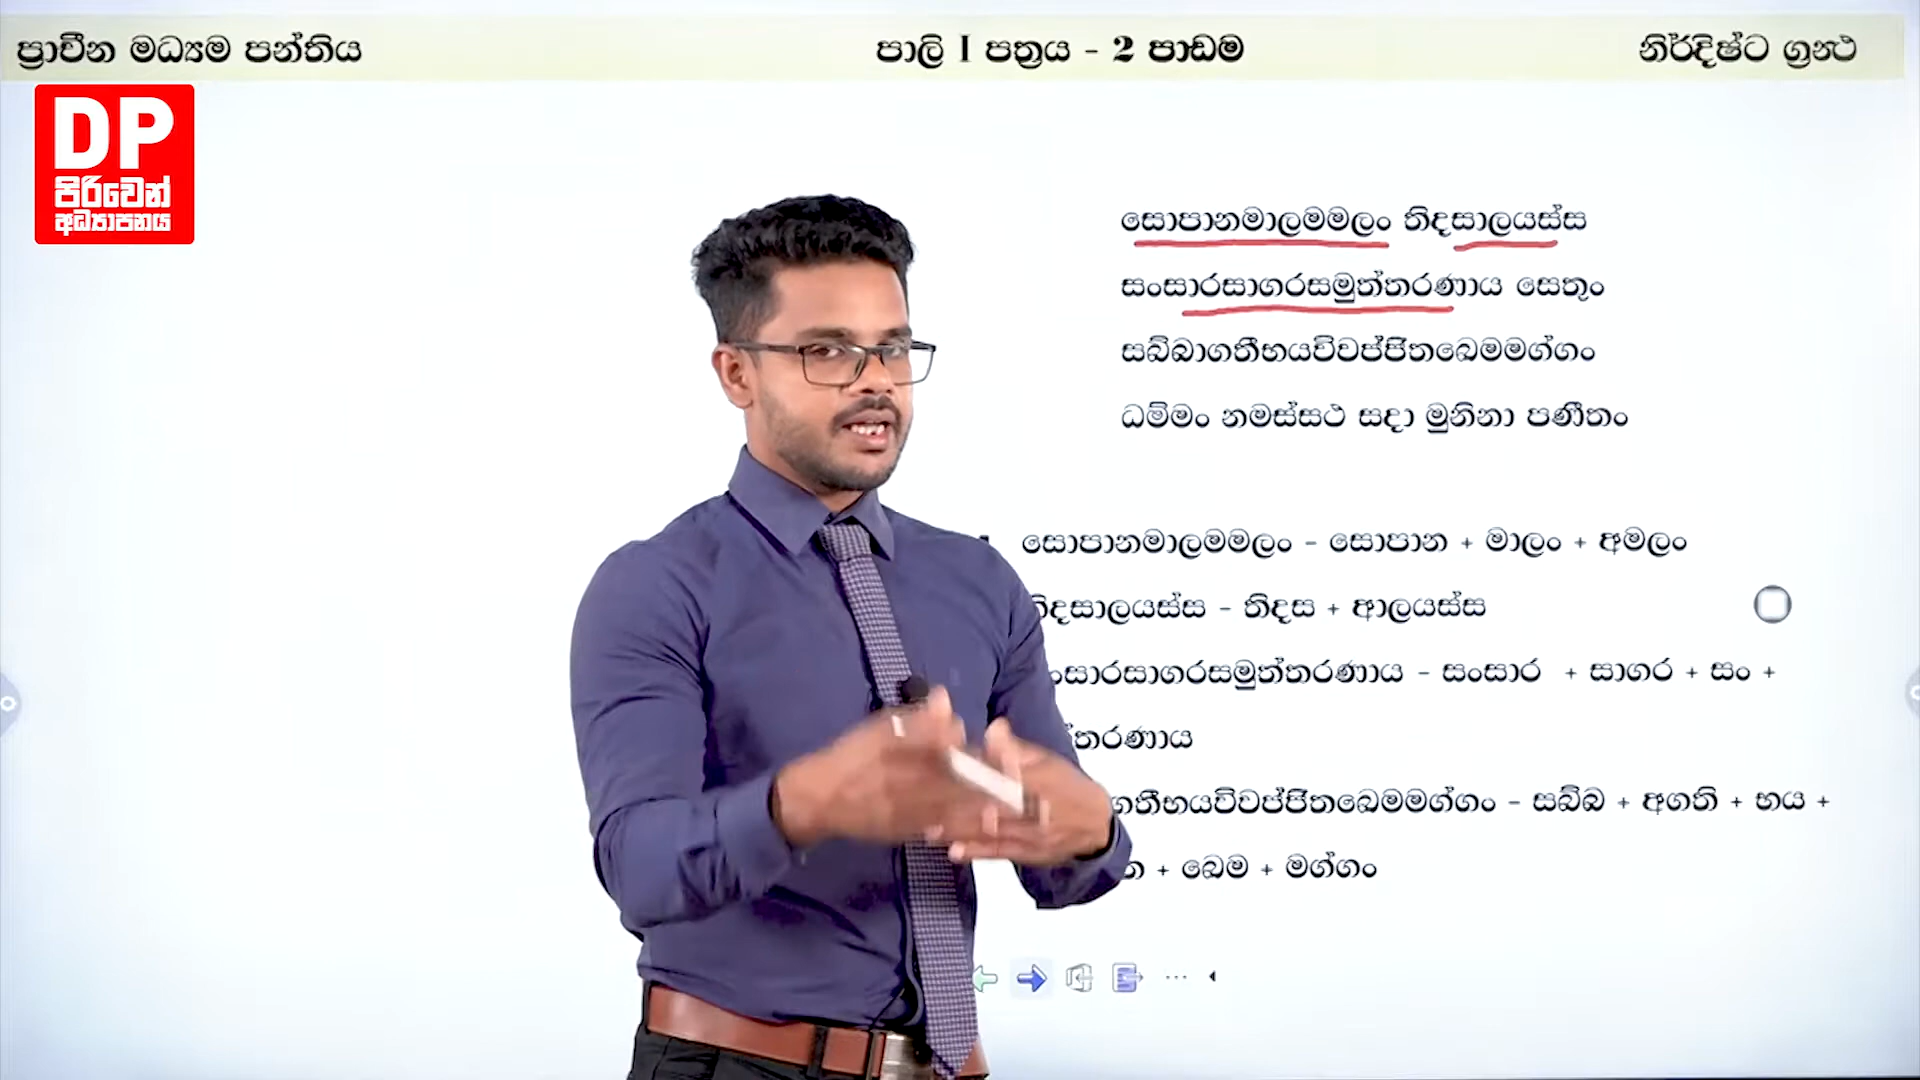 ප්‍රාචීන මධ්‍යම පන්තිය
පාලි I පත්‍රය - 2 පාඩම
නිර්දිෂ්ට ග්‍රන්ථ
DP
පිරිවෙන්
අධ්‍යාපනය
සොපානමාලමමලං තිදසාලයස්ස
සංසාරසාගරසමුත්තරණාය සෙතුං
සබ්බාගතීභයවිවජ්ජිතඛෙමමග්ගං
ධම්මං නමස්සථ සදා මුනිනා පණීතං
සොපානමාලමමලං - සොපාන + මාලං + අමලං
තිදසාලයස්ස - තිදස + ආලයස්ස
සංසාරසාගරසමුත්තරණාය - සංසාර + සාගර + සං +
ත්තරණාය
ගතීභයවිවජ්ජිතඛෙමමග්ගං - සබ්බ + අගති + භය +
ත + ඛෙම + මග්ගං